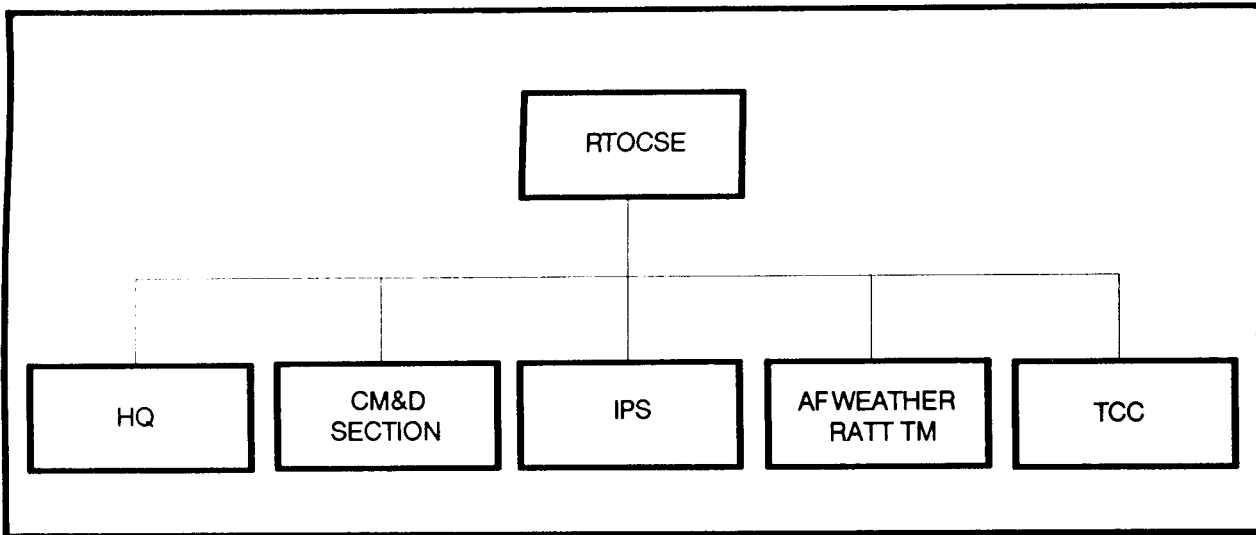 RTOCSE
HQ
CM&D
SECTION
IPS
AF WEATHER
RATT TM
TCC